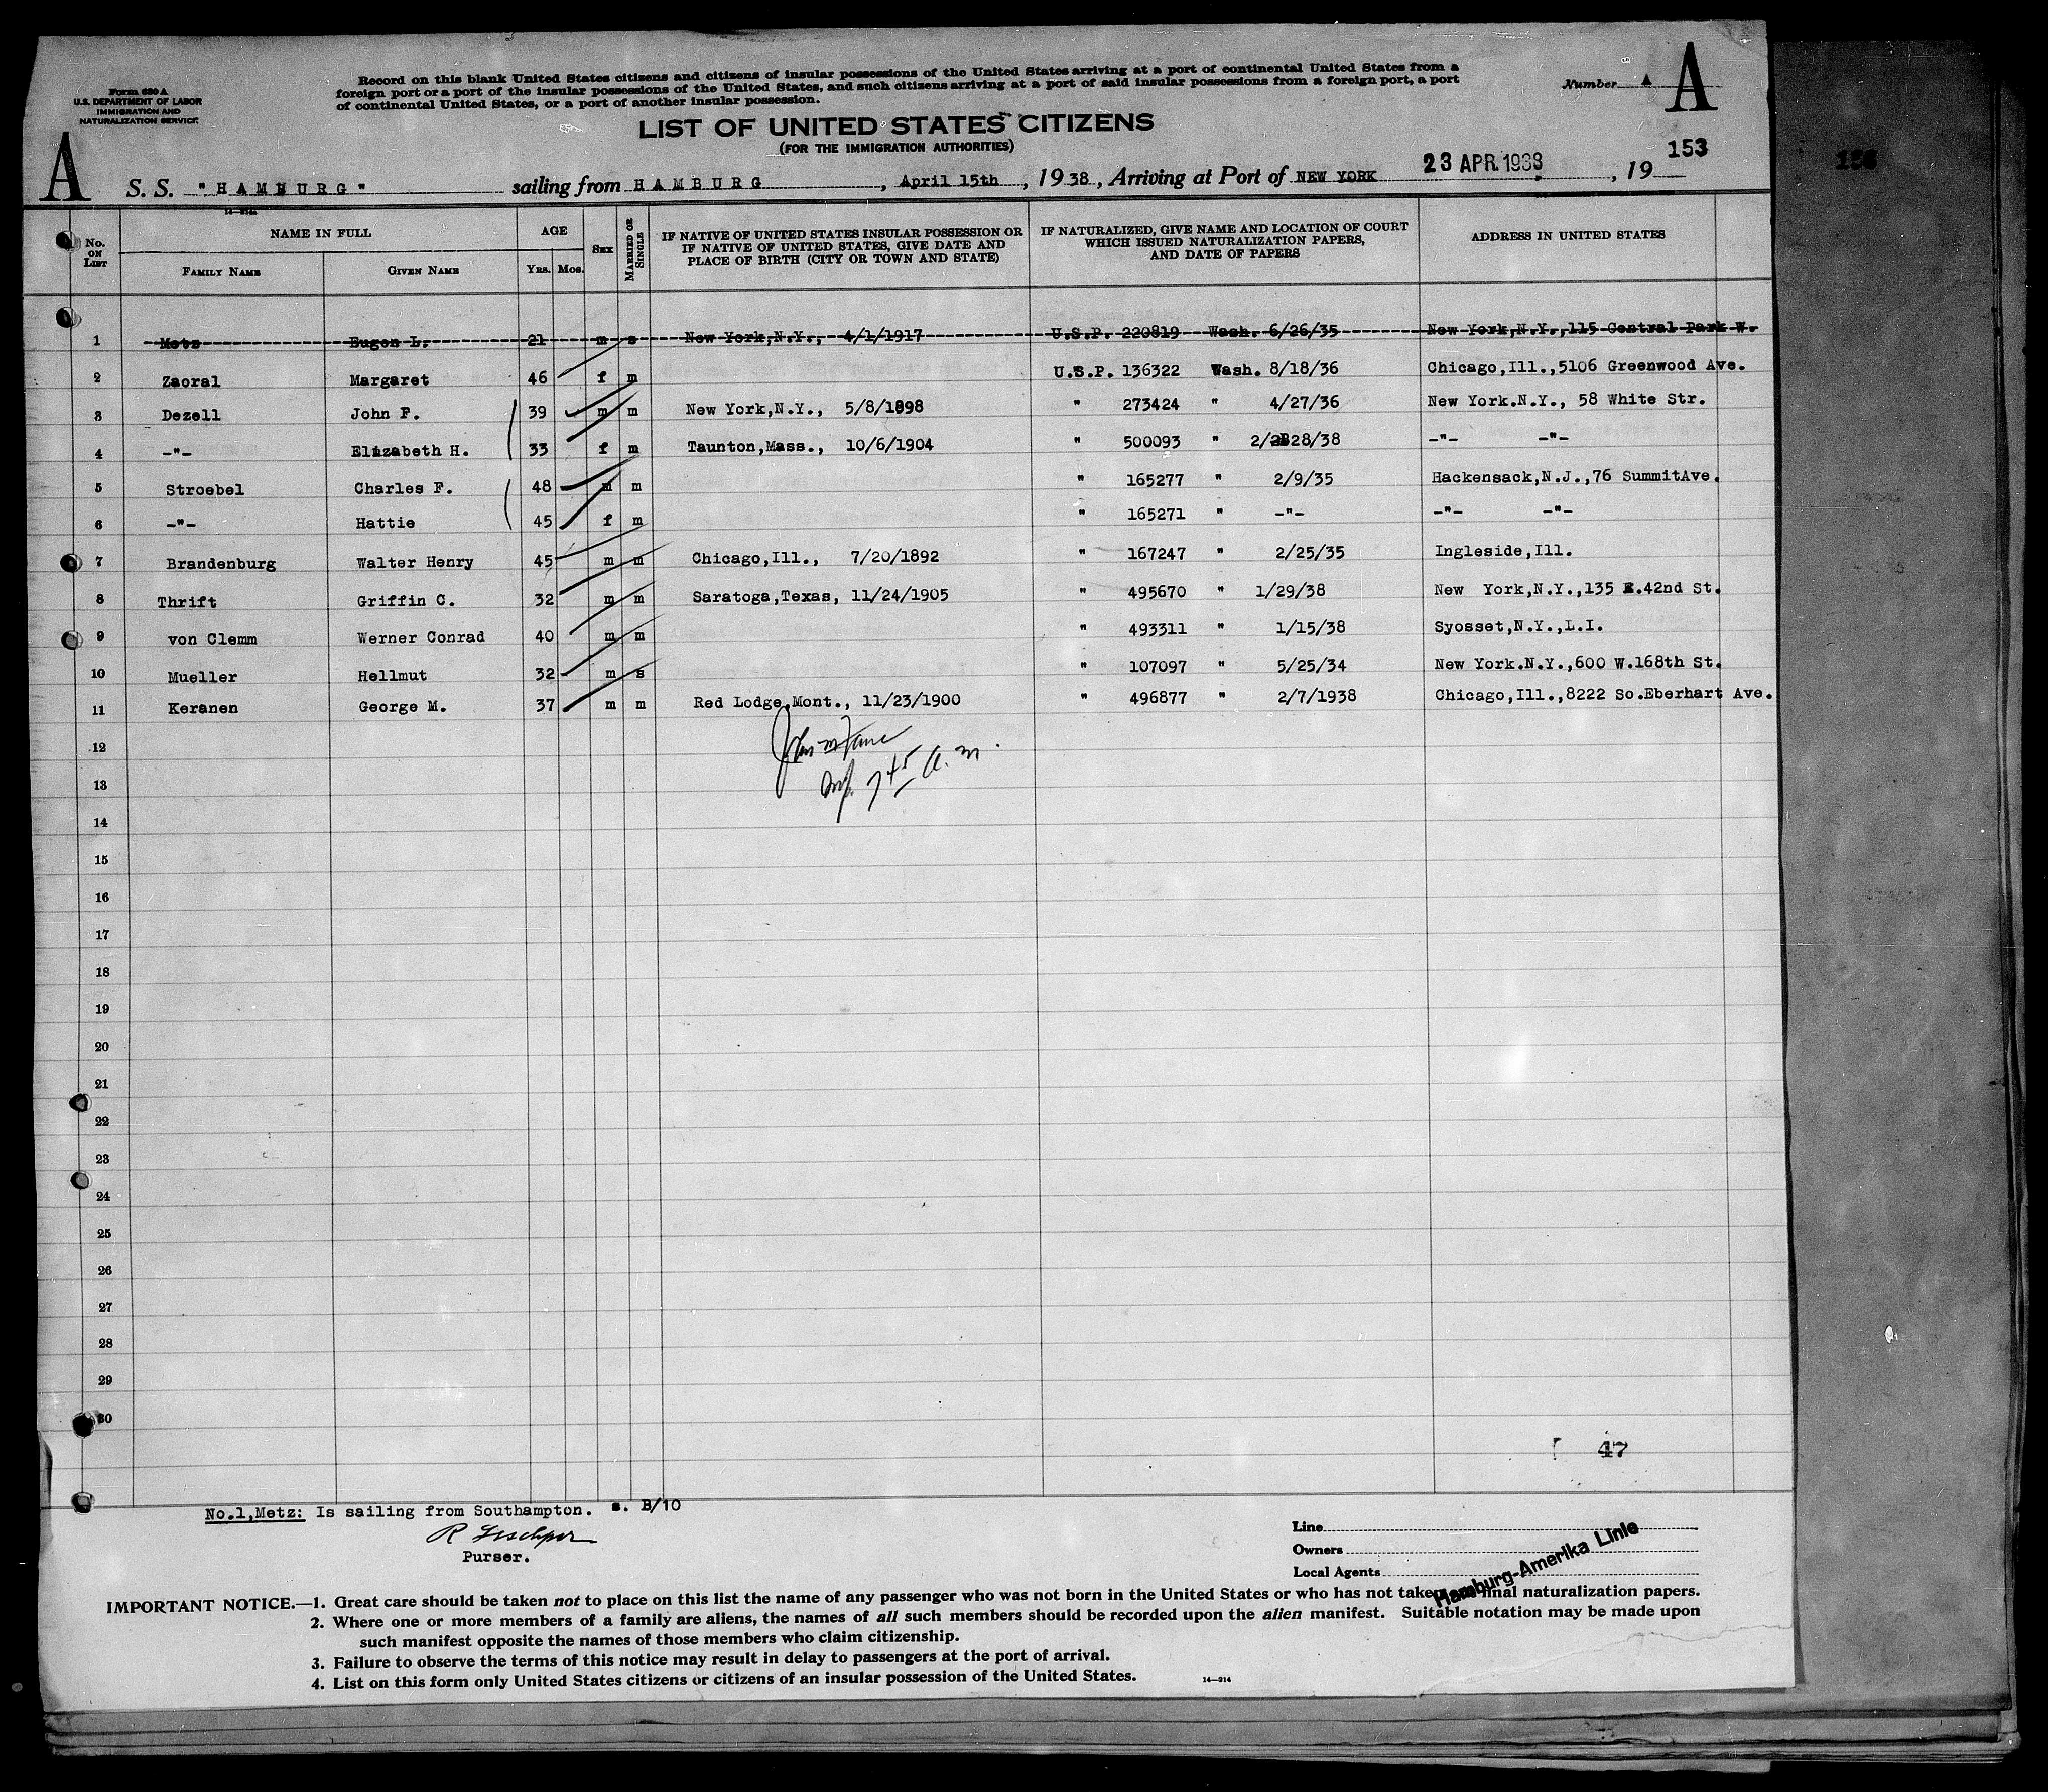 Form 630 A
U.S. DEPARTMENT OF LABOR
IMMIGRATION AND
NATURALIZATION SERVICE
Record on this blank United States citizens and citizens of insular possessions of the United States arriving at a port of continental United States from a
foreign port or a port of the insular possessions of the United States, and such citizens arriving at a port of said insular possessions from a foreign port, a port
of continental United States, or a port of another insular possession.
Number A A
LIST OF UNITED STATES CITIZENS
(FOR THE IMMIGRATION AUTHORITIES)
153
A S. S. "HAMBURG" sailing from HAMBURG, April 15th, 1938, Arriving at Port of NEW YORK 23 APR. 1938, 19
No. ON LIST
NAME IN FULL
FAMILY NAME GIVEN NAME
AGE
YRS. MOS.
SEX
MARRIED OR SINGLE
IF NATIVE OF UNITED STATES INSULAR POSSESSION OR
IF NATIVE OF UNITED STATES, GIVE DATE AND
PLACE OF BIRTH (CITY OR TOWN AND STATE)
IF NATURALIZED, GIVE NAME AND LOCATION OF COURT
WHICH ISSUED NATURALIZATION PAPERS,
AND DATE OF PAPERS
ADDRESS IN UNITED STATES
1 Metz Eugen L. 21 m s New York,N.Y., 4/1/1917 U.S.P. 220819 Wash. 6/26/35 New York,N.Y.,115 Central Park W.
2 Zaoral Margaret 46 f m U.S.P. 136322 Wash. 8/18/36 Chicago,Ill.,5106 Greenwood Ave.
3 Dezell John F. 39 m m New York,N.Y., 5/8/1898 " 273424 " 4/27/36 New York.N.Y., 58 White Str.
4 -"- Elizabeth H. 33 f m Taunton,Mass., 10/6/1904 " 500093 " 2/28/38 -"- -"-
5 Stroebel Charles F. 48 m m " 165277 " 2/9/35 Hackensack,N.J.,76 SummitAve.
6 -"- Hattie 45 f m " 165271 " -"- -"- -"-
7 Brandenburg Walter Henry 45 m m Chicago,Ill., 7/20/1892 " 167247 " 2/25/35 Ingleside,Ill.
8 Thrift Griffin C. 32 m m Saratoga,Texas, 11/24/1905 " 495670 " 1/29/38 New York,N.Y.,135 E.42nd St.
9 von Clemm Werner Conrad 40 m m " 493311 " 1/15/38 Syosset,N.Y.,L.I.
10 Mueller Hellmut 32 m s " 107097 " 5/25/34 New York.N.Y.,600 W.168th St.
11 Keranen George M. 37 m m Red Lodge,Mont., 11/23/1900 " 496877 " 2/7/1938 Chicago,Ill.,8222 So.Eberhart Ave.
12
7 45 a. m.
13
14
15
16
17
18
19
20
21
22
23
24
25
26
27
28
29
30
47
No.1,Metz: Is sailing from Southampton. s. B/10
Purser.
Line
Owners
Local Agents
Hamburg-Amerika Linie
IMPORTANT NOTICE.—1. Great care should be taken not to place on this list the name of any passenger who was not born in the United States or who has not taken final naturalization papers.
2. Where one or more members of a family are aliens, the names of all such members should be recorded upon the alien manifest. Suitable notation may be made upon
such manifest opposite the names of those members who claim citizenship.
3. Failure to observe the terms of this notice may result in delay to passengers at the port of arrival.
4. List on this form only United States citizens or citizens of an insular possession of the United States. 14—214